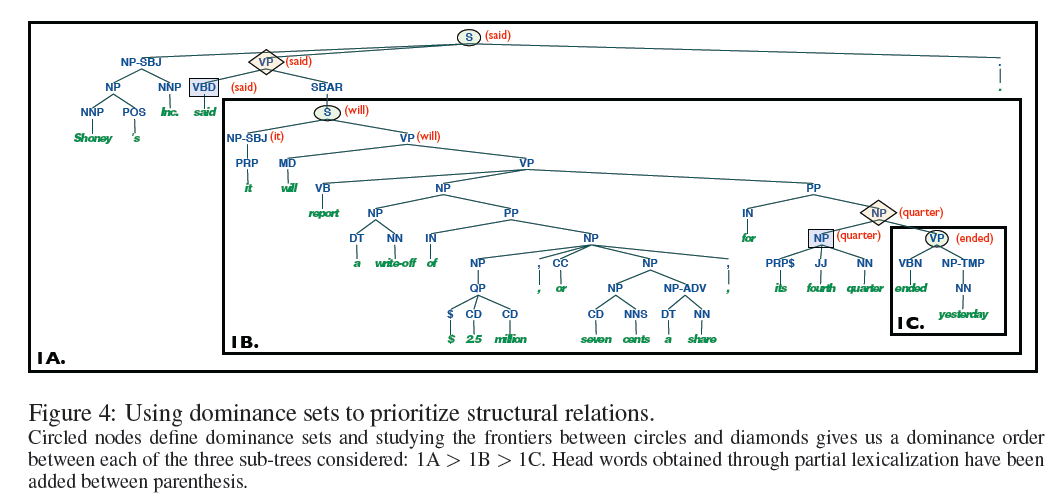 S (said)
NP-SBJ VP (said) .
NP NNP VBD (said) SBAR .
NNP POS Inc. said S (will)
Shoney 's
NP-SBJ (it) VP (will)
PRP MD VP
it will VB NP PP
report NP PP IN NP (quarter)
DT NN IN NP for NP (quarter) VP (ended)
a write-off of NP , CC NP , PRP$ JJ NN VBN NP-TMP
QP , or NP NP-ADV , its fourth quarter ended NN
$ CD CD CD NNS DT NN yesterday
$ 2.5 million seven cents a share
1C.
1B.
1A.
Figure 4: Using dominance sets to prioritize structural relations.
Circled nodes define dominance sets and studying the frontiers between circles and diamonds gives us a dominance order
between each of the three sub-trees considered: 1A > 1B > 1C. Head words obtained through partial lexicalization have been
added between parenthesis.